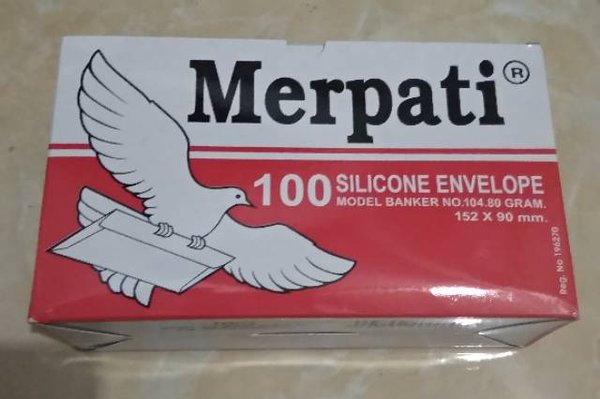 Merpati®
100 SILICONE ENVELOPE
MODEL BANKER NO.104.80 GRAM.
152 X 90 mm.
Reg. No 196270